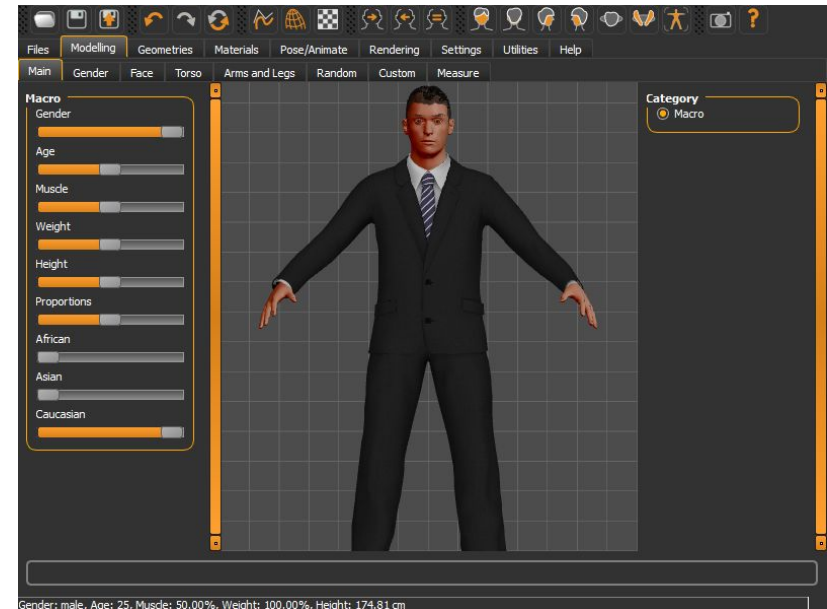 Files Modelling Geometries Materials Pose/Animate Rendering Settings Utilities Help
Main Gender Face Torso Arms and Legs Random Custom Measure
Macro
Gender
Age
Muscle
Weight
Height
Proportions
African
Asian
Caucasian
Category
Macro
Gender: male, Age: 25, Muscle: 50.00%, Weight: 100.00%, Height: 174.81 cm